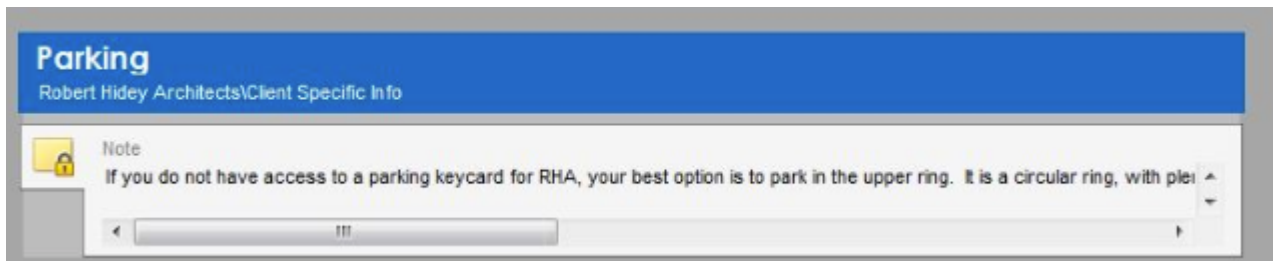 Parking
Robert Hidey Architects\Client Specific Info
Note
If you do not have access to a parking keycard for RHA, your best option is to park in the upper ring.  It is a circular ring, with